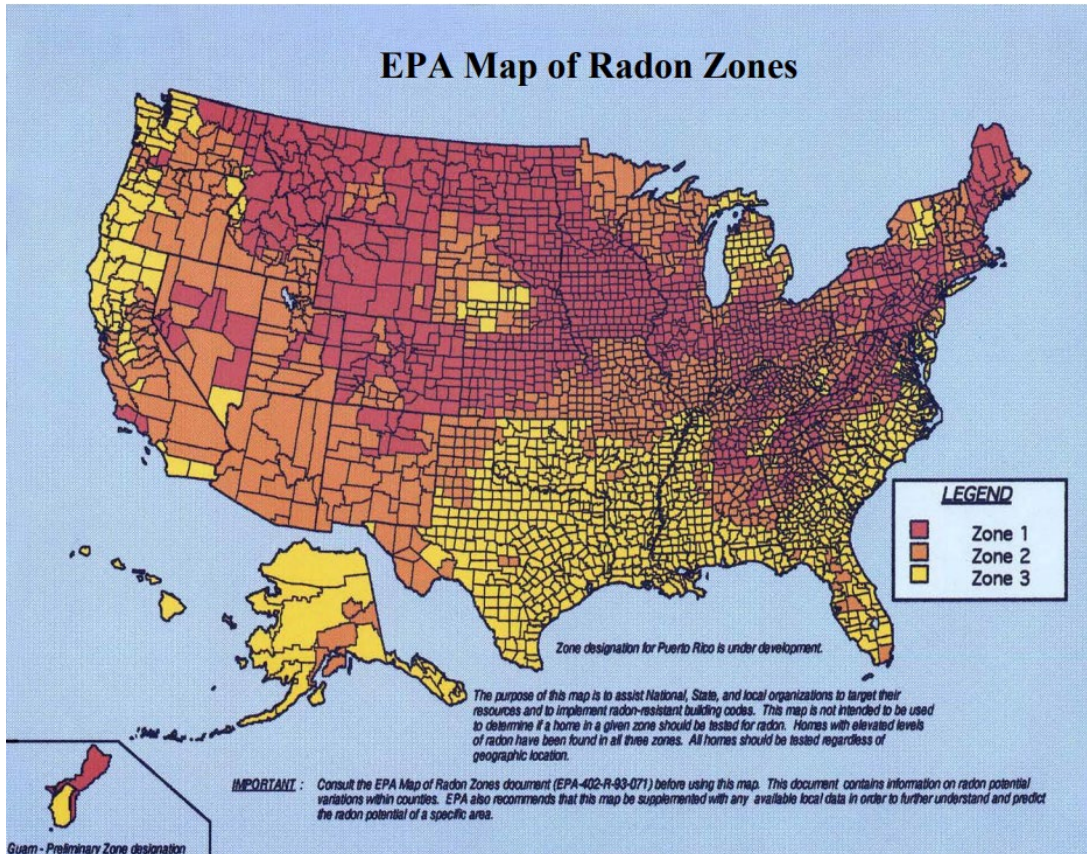 EPA Map of Radon Zones
LEGEND
Zone 1
Zone 2
Zone 3
Zone designation for Puerto Rico is under development.
The purpose of this map is to assist National, State, and local organizations to target their
resources and to implement radon-resistant building codes. This map is not intended to be used
to determine if a home in a given zone should be tested for radon. Homes with elevated levels
of radon have been found in all three zones. All homes should be tested regardless of
geographic location.
IMPORTANT : Consult the EPA Map of Radon Zones document (EPA-402-R-93-071) before using this map. This document contains information on radon potential
variations within counties. EPA also recommends that this map be supplemented with any available local data in order to further understand and predict
the radon potential of a specific area.
Guam - Preliminary Zone designation